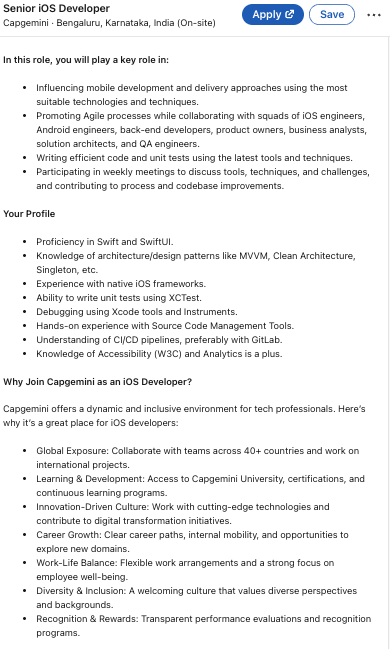 Senior iOS Developer
Capgemini · Bengaluru, Karnataka, India (On-site)
Apply
Save
In this role, you will play a key role in:
• Influencing mobile development and delivery approaches using the most
suitable technologies and techniques.
• Promoting Agile processes while collaborating with squads of iOS engineers,
Android engineers, back-end developers, product owners, business analysts,
solution architects, and QA engineers.
• Writing efficient code and unit tests using the latest tools and techniques.
• Participating in weekly meetings to discuss tools, techniques, and challenges,
and contributing to process and codebase improvements.
Your Profile
• Proficiency in Swift and SwiftUI.
• Knowledge of architecture/design patterns like MVVM, Clean Architecture,
Singleton, etc.
• Experience with native iOS frameworks.
• Ability to write unit tests using XCTest.
• Debugging using Xcode tools and Instruments.
• Hands-on experience with Source Code Management Tools.
• Understanding of CI/CD pipelines, preferably with GitLab.
• Knowledge of Accessibility (W3C) and Analytics is a plus.
Why Join Capgemini as an iOS Developer?
Capgemini offers a dynamic and inclusive environment for tech professionals. Here's
why it's a great place for iOS developers:
• Global Exposure: Collaborate with teams across 40+ countries and work on
international projects.
• Learning & Development: Access to Capgemini University, certifications, and
continuous learning programs.
• Innovation-Driven Culture: Work with cutting-edge technologies and
contribute to digital transformation initiatives.
• Career Growth: Clear career paths, internal mobility, and opportunities to
explore new domains.
• Work-Life Balance: Flexible work arrangements and a strong focus on
employee well-being.
• Diversity & Inclusion: A welcoming culture that values diverse perspectives
and backgrounds.
• Recognition & Rewards: Transparent performance evaluations and recognition
programs.